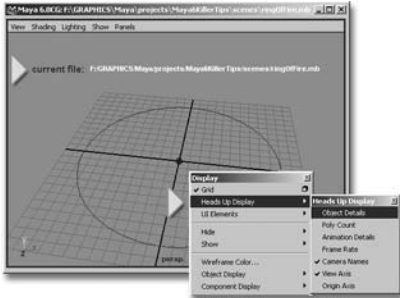 Maya 6.0CG: F:\GRAPHICS\Maya\projects\Maya6KillerTips\scenes\ringOfFire.mb
View Shading Lighting Show Panels
current file: F:/GRAPHICS/Maya/projects/Maya6KillerTips/scenes/ringOfFire.mb
Display
Grid
Heads Up Display
UI Elements
Hide
Show
Wireframe Color...
Object Display
Component Display
Heads Up Display
Object Details
Poly Count
Animation Details
Frame Rate
Camera Names
View Axis
Origin Axis
persp
Y
Z